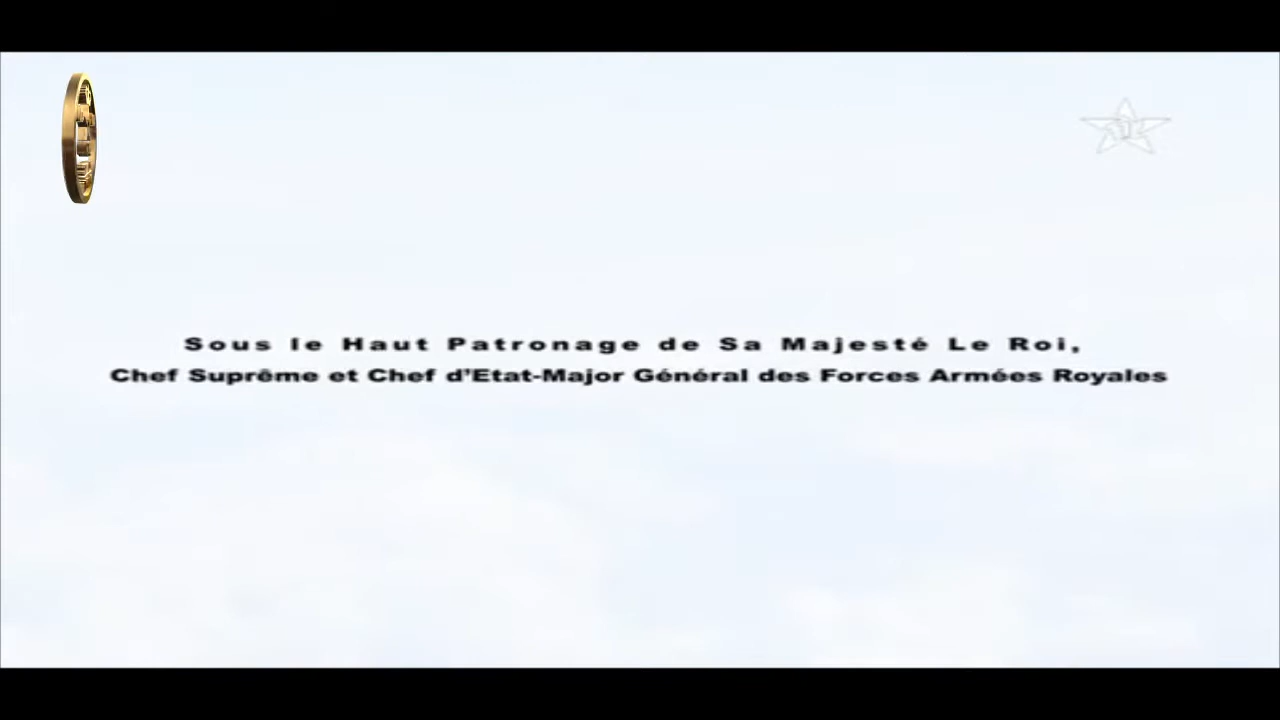 Sous le Haut Patronage de Sa Majesté Le Roi,
Chef Suprême et Chef d'Etat-Major Général des Forces Armées Royales